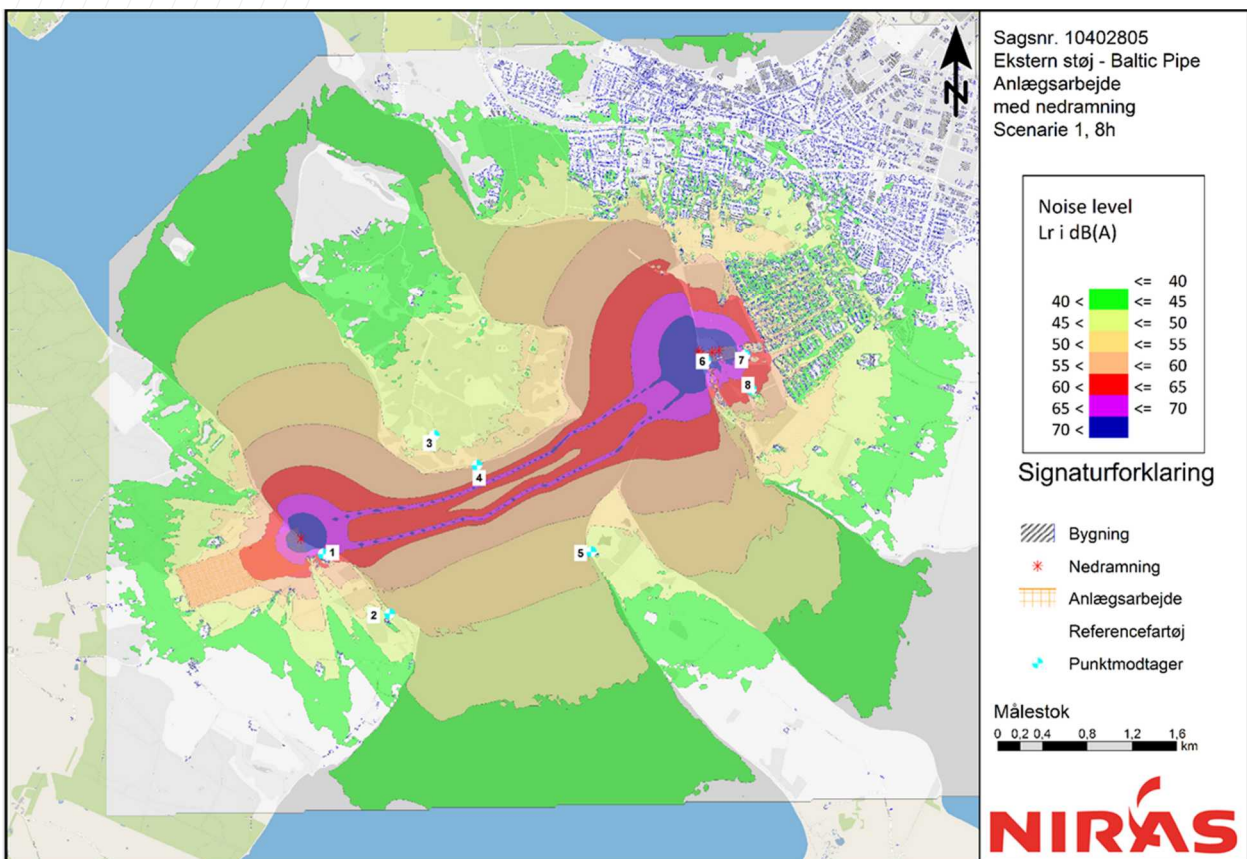 Sagsnr. 10402805
Ekstern støj - Baltic Pipe
Anlægsarbejde
med nedramning
Scenarie 1, 8h
N
Noise level
Lr i dB(A)
<= 40
40 < <= 45
45 < <= 50
50 < <= 55
55 < <= 60
60 < <= 65
65 < <= 70
70 <
Signaturforklaring
Bygning
Nedramning
Anlægsarbejde
Referencefartøj
Punktmodtager
Målestok
0 0,2 0,4 0,8 1,2 1,6
km
NIRAS
6
7
8
3
4
1
5
2